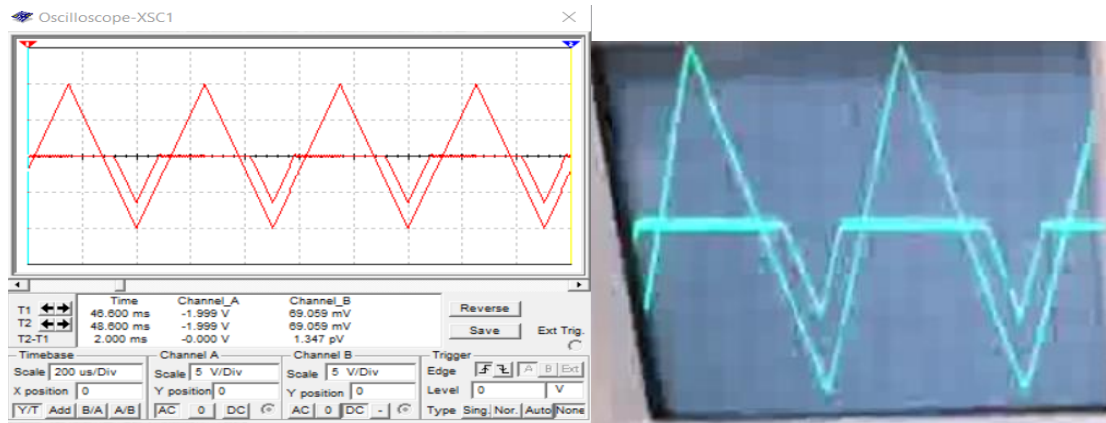 Oscilloscope-XSC1
Time Channel_A Channel_B
T1 46.600 ms -1.999 V 69.059 mV
T2 48.600 ms -1.999 V 69.059 mV
T2-T1 2.000 ms -0.000 V 1.347 pV
Reverse
Save
Ext Trig.
Timebase
Scale 200 us/Div
X position 0
Y/T Add B/A A/B
Channel A
Scale 5 V/Div
Y position 0
AC 0 DC
Channel B
Scale 5 V/Div
Y position 0
AC 0 DC -
Trigger
Edge A B Ext
Level 0 V
Type Sing. Nor. Auto None